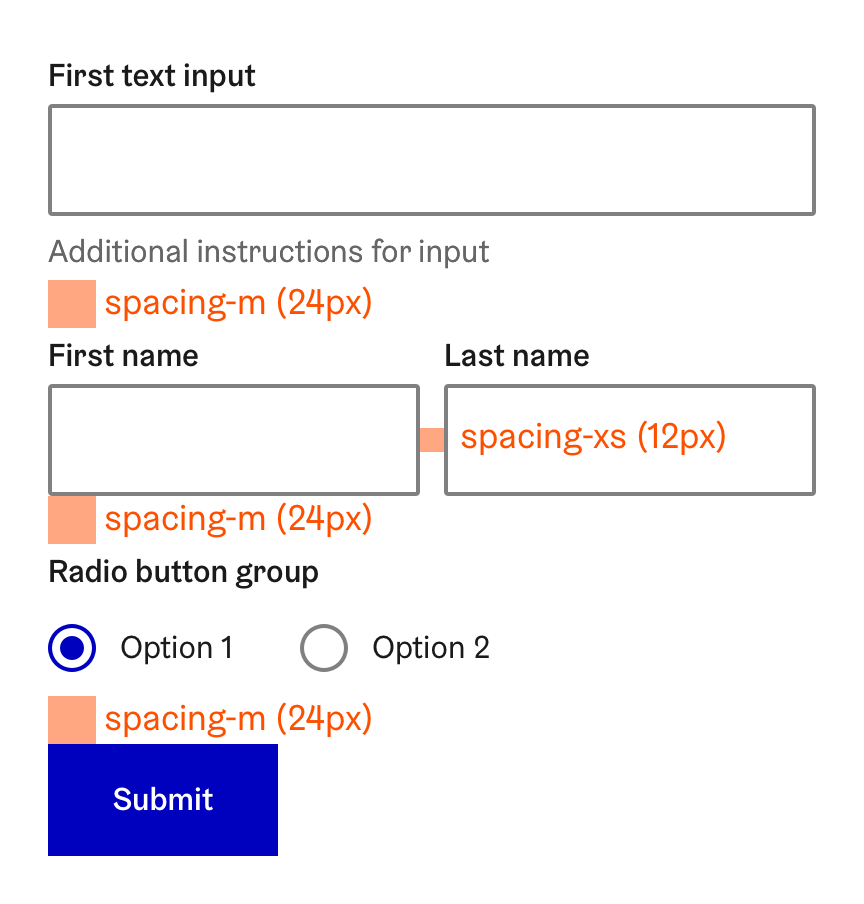 First text input
Additional instructions for input
spacing-m (24px)
First name
Last name
spacing-xs (12px)
spacing-m (24px)
Radio button group
Option 1
Option 2
spacing-m (24px)
Submit